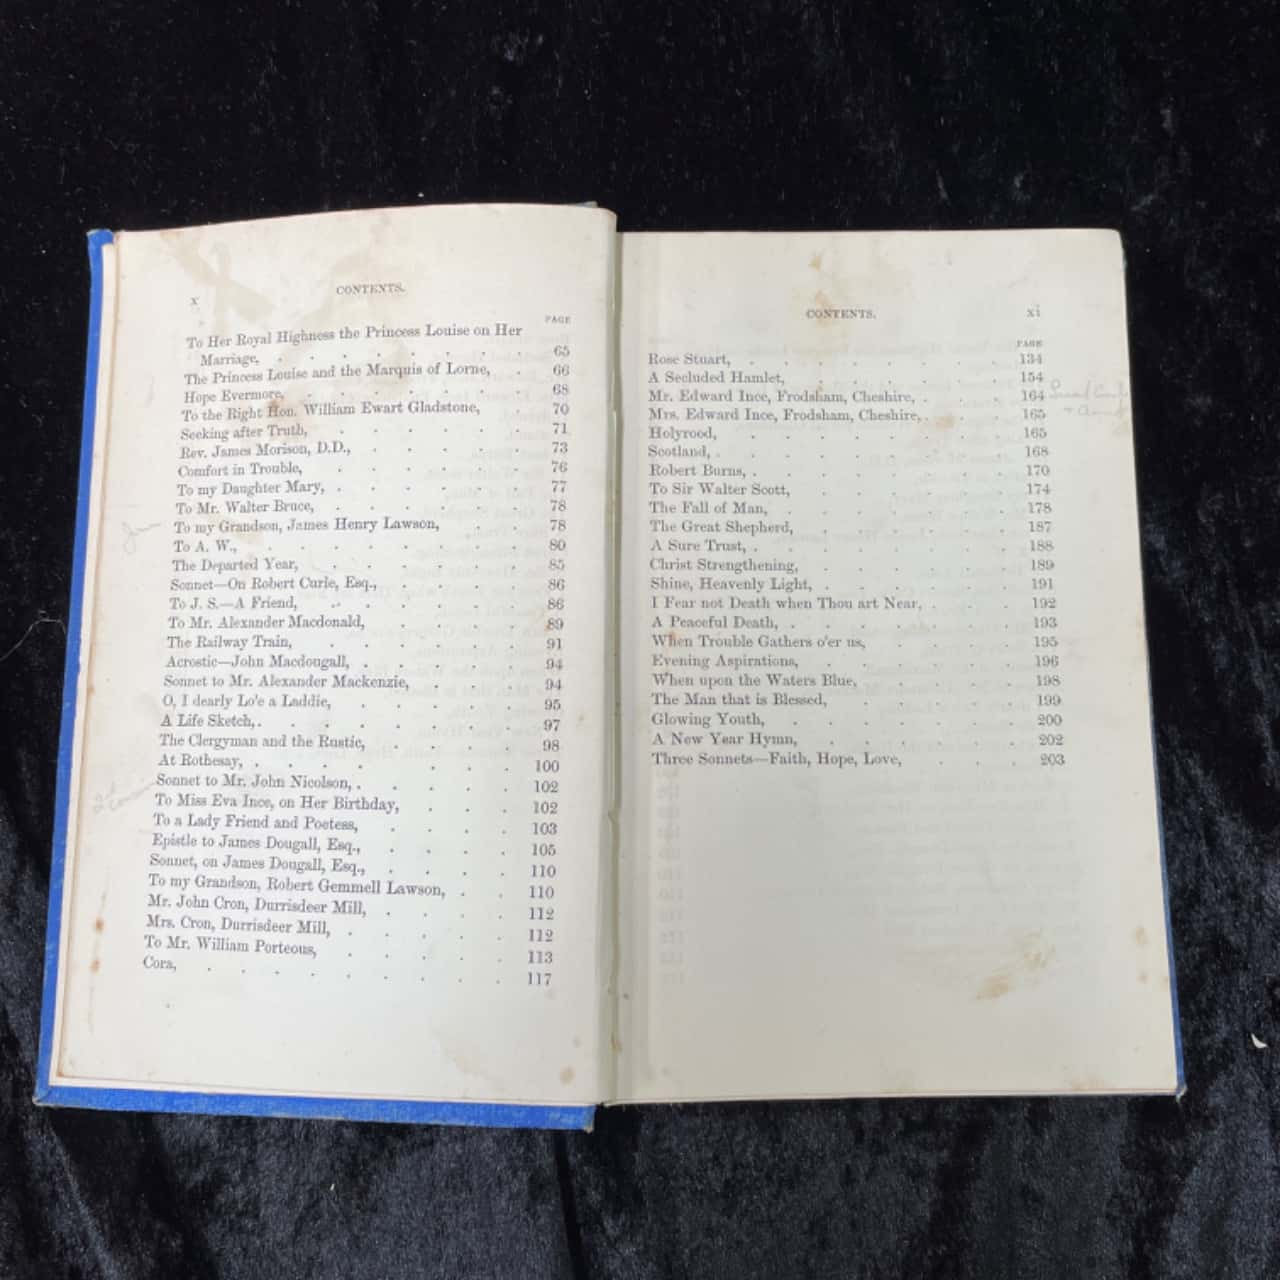 x
CONTENTS.
PAGE
To Her Royal Highness the Princess Louise on Her
Marriage, . . . . . . . . 65
The Princess Louise and the Marquis of Lorne, . 66
Hope Evermore, . . . . . . . 68
To the Right Hon. William Ewart Gladstone, 70
Seeking after Truth, . . . . . . 71
Rev. James Morison, D.D., . . . . . 73
Comfort in Trouble, . . . . . . 76
To my Daughter Mary, . . . . . . 77
To Mr. Walter Bruce, . . . . . . 78
To my Grandson, James Henry Lawson, . . 78
To A. W., . . . . . . . . 80
The Departed Year, . . . . . . 85
Sonnet—On Robert Curle, Esq., . . . . 86
To J. S.—A Friend, . . . . . . 86
To Mr. Alexander Macdonald, . . . . 89
The Railway Train, . . . . . . 91
Acrostic—John Macdougall, . . . . . 94
Sonnet to Mr. Alexander Mackenzie, . . . 94
O, I dearly Lo'e a Laddie, . . . . . 95
A Life Sketch, . . . . . . . . 97
The Clergyman and the Rustic, . . . . 98
At Rothesay, . . . . . . . 100
Sonnet to Mr. John Nicolson, . . . . . 102
To Miss Eva Ince, on Her Birthday, . . . 102
To a Lady Friend and Poetess, . . . . 103
Epistle to James Dougall, Esq., . . . . 105
Sonnet, on James Dougall, Esq., . . . . 110
To my Grandson, Robert Gemmell Lawson, . . 110
Mr. John Cron, Durrisdeer Mill, . . . . 112
Mrs. Cron, Durrisdeer Mill, . . . . . 112
To Mr. William Porteous, . . . . . 113
Cora, . . . . . . . . . 117
CONTENTS.
xi
PAGE
Rose Stuart, . . . . . . . . 134
A Secluded Hamlet, . . . . . . 154
Mr. Edward Ince, Frodsham, Cheshire, . . . 164
Mrs. Edward Ince, Frodsham, Cheshire, . . . 165
Holyrood, . . . . . . . . 165
Scotland, . . . . . . . . . 168
Robert Burns, . . . . . . . . 170
To Sir Walter Scott, . . . . . . 174
The Fall of Man, . . . . . . . 178
The Great Shepherd, . . . . . . 187
A Sure Trust, . . . . . . . . 188
Christ Strengthening, . . . . . . 189
Shine, Heavenly Light, . . . . . . 191
I Fear not Death when Thou art Near, . . . 192
A Peaceful Death, . . . . . . . 193
When Trouble Gathers o'er us, . . . . 195
Evening Aspirations, . . . . . . 196
When upon the Waters Blue, . . . . 198
The Man that is Blessed, . . . . . 199
Glowing Youth, . . . . . . . 200
A New Year Hymn, . . . . . . 202
Three Sonnets—Faith, Hope, Love, . . . 203